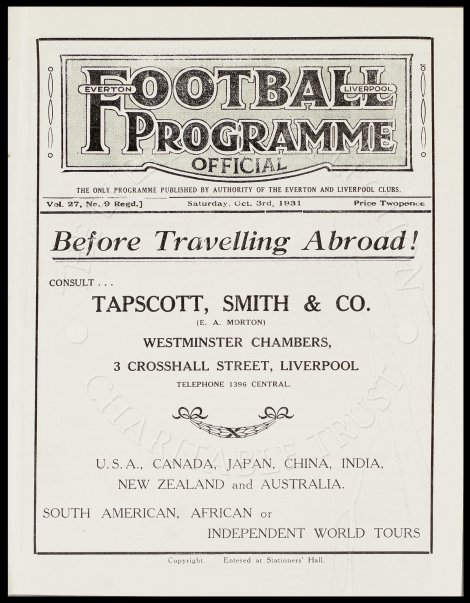 FOOTBALL
EVERTON
LIVERPOOL
PROGRAMME
OFFICIAL
THE ONLY PROGRAMME PUBLISHED BY AUTHORITY OF THE EVERTON AND LIVERPOOL CLUBS.
Vol. 27, No. 9 Regd.] Saturday, Oct. 3rd, 1931 Price Twopence
Before Travelling Abroad!
CONSULT . . .
TAPSCOTT, SMITH & CO.
(E. A. MORTON)
WESTMINSTER CHAMBERS,
3 CROSSHALL STREET, LIVERPOOL
TELEPHONE 1396 CENTRAL.
U.S.A., CANADA, JAPAN, CHINA, INDIA,
NEW ZEALAND and AUSTRALIA.
SOUTH AMERICAN, AFRICAN or
INDEPENDENT WORLD TOURS
Copyright. Entered at Stationers' Hall.
CHARITABLE TRUST